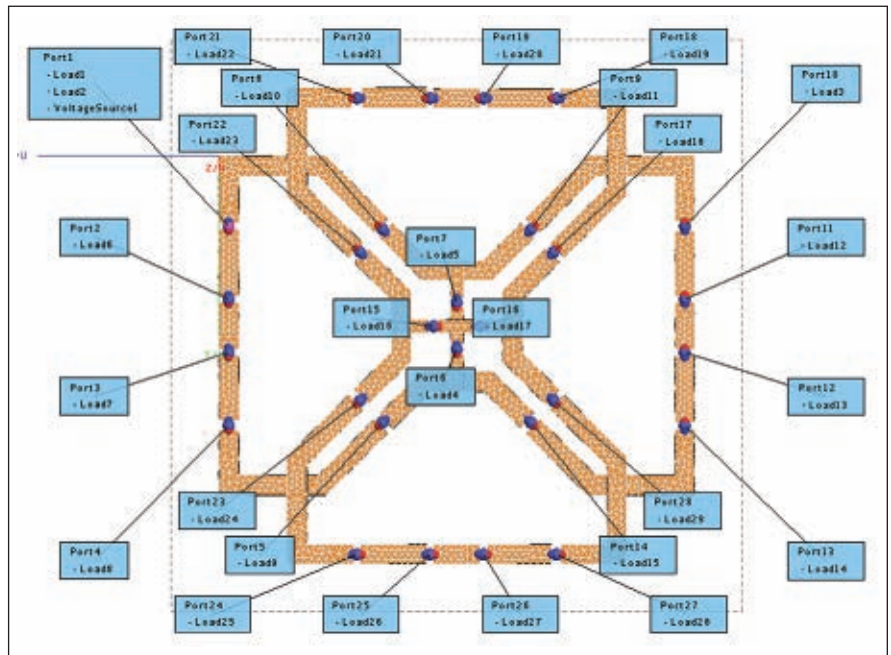 Port1
- Load1
- Load2
- VoltageSource1
Port21
- Load22
Port20
- Load21
Port19
- Load20
Port18
- Load19
Port8
- Load10
Port9
- Load11
Port10
- Load3
Port22
- Load23
Port17
- Load18
Port2
- Load6
Port7
- Load5
Port11
- Load12
Port15
- Load16
Port16
- Load17
Port3
- Load7
Port6
- Load4
Port12
- Load13
Port23
- Load24
Port28
- Load29
Port4
- Load8
Port5
- Load9
Port14
- Load15
Port13
- Load14
Port24
- Load25
Port25
- Load26
Port26
- Load27
Port27
- Load28